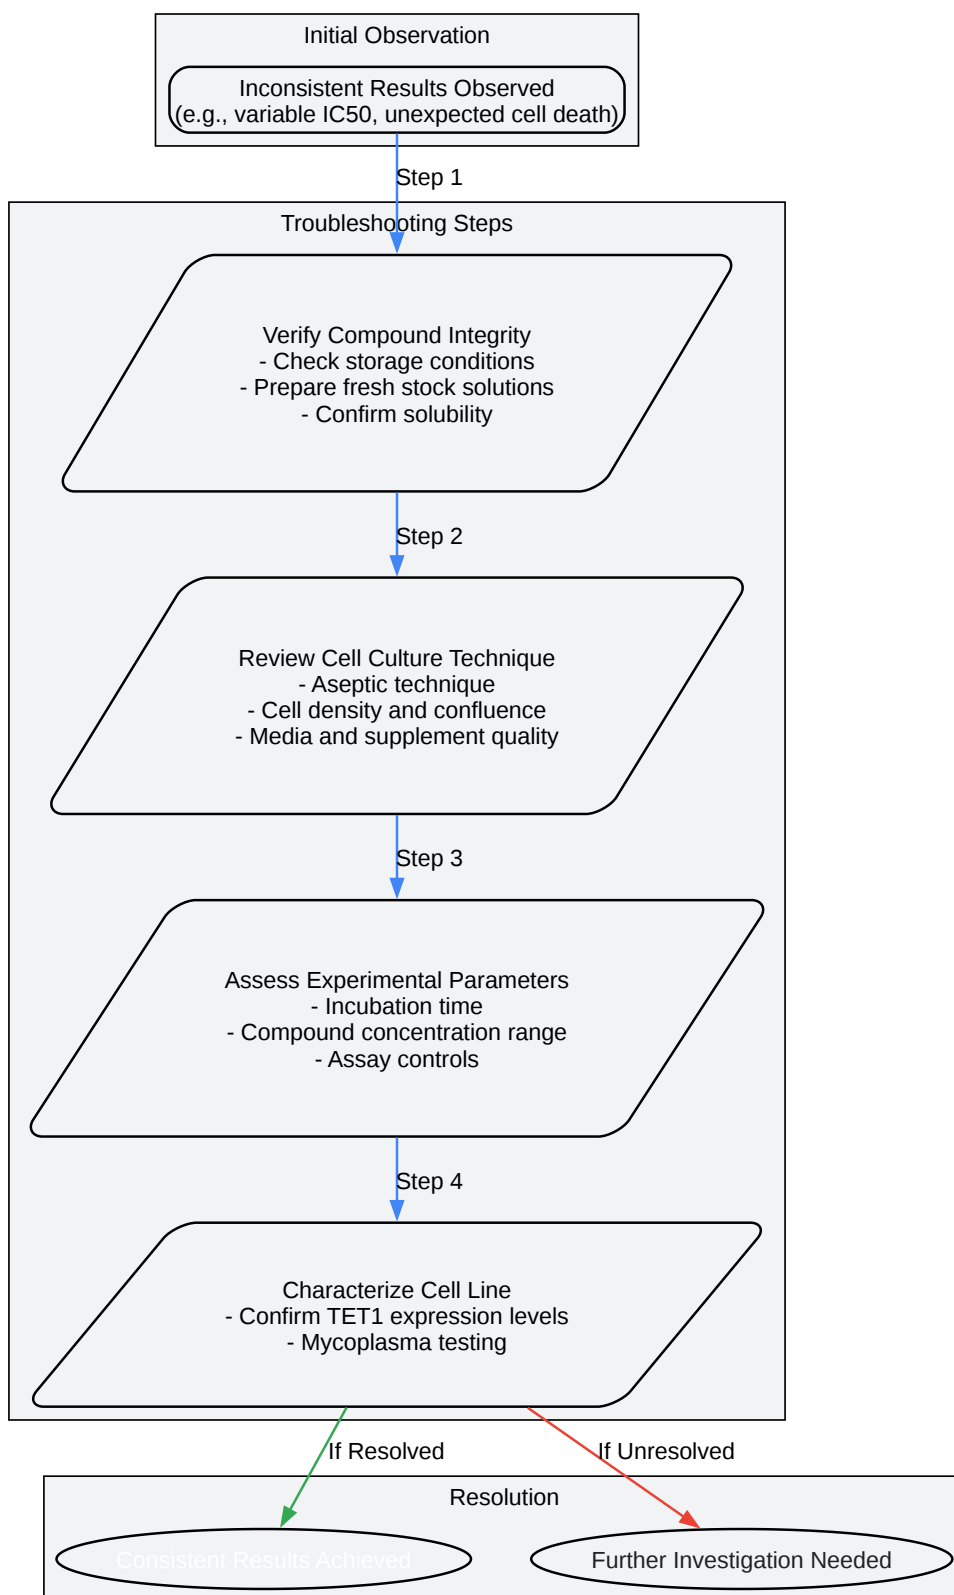 Initial Observation
Inconsistent Results Observed
(e.g., variable IC50, unexpected cell death)
Step 1
Troubleshooting Steps
Verify Compound Integrity
- Check storage conditions
- Prepare fresh stock solutions
- Confirm solubility
Step 2
Review Cell Culture Technique
- Aseptic technique
- Cell density and confluence
- Media and supplement quality
Step 3
Assess Experimental Parameters
- Incubation time
- Compound concentration range
- Assay controls
Step 4
Characterize Cell Line
- Confirm TET1 expression levels
- Mycoplasma testing
If Resolved
If Unresolved
Resolution
Consistent Results Achieved
Further Investigation Needed